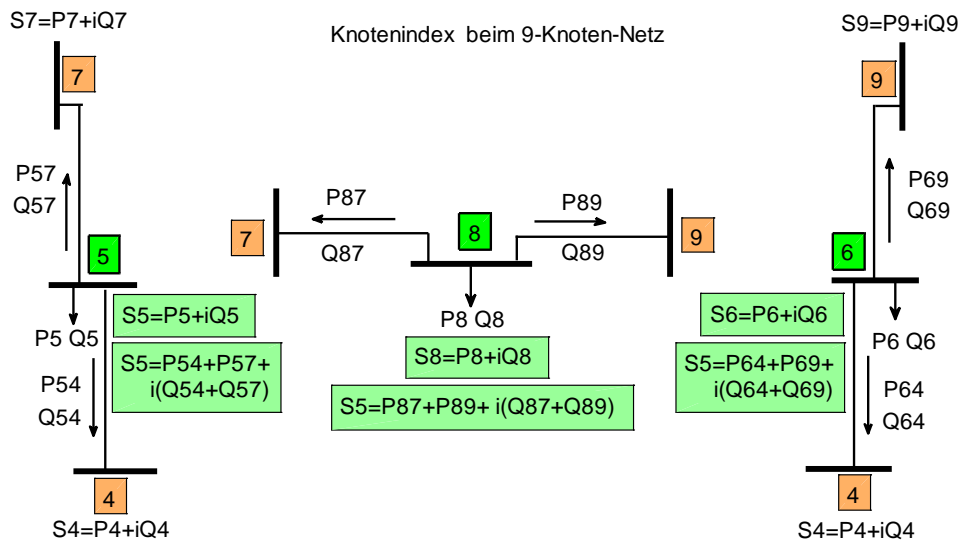 S7=P7+iQ7
Knotenindex beim 9-Knoten-Netz
S9=P9+iQ9
7
9
P57
Q57
P87
P89
P69
Q69
7
Q87
8
Q89
9
5
6
S5=P5+iQ5
P5 Q5
S5=P54+P57+
i(Q54+Q57)
P54
Q54
P8 Q8
S8=P8+iQ8
S5=P87+P89+ i(Q87+Q89)
S6=P6+iQ6
P6 Q6
S5=P64+P69+
i(Q64+Q69)
P64
Q64
4
S4=P4+iQ4
4
S4=P4+iQ4